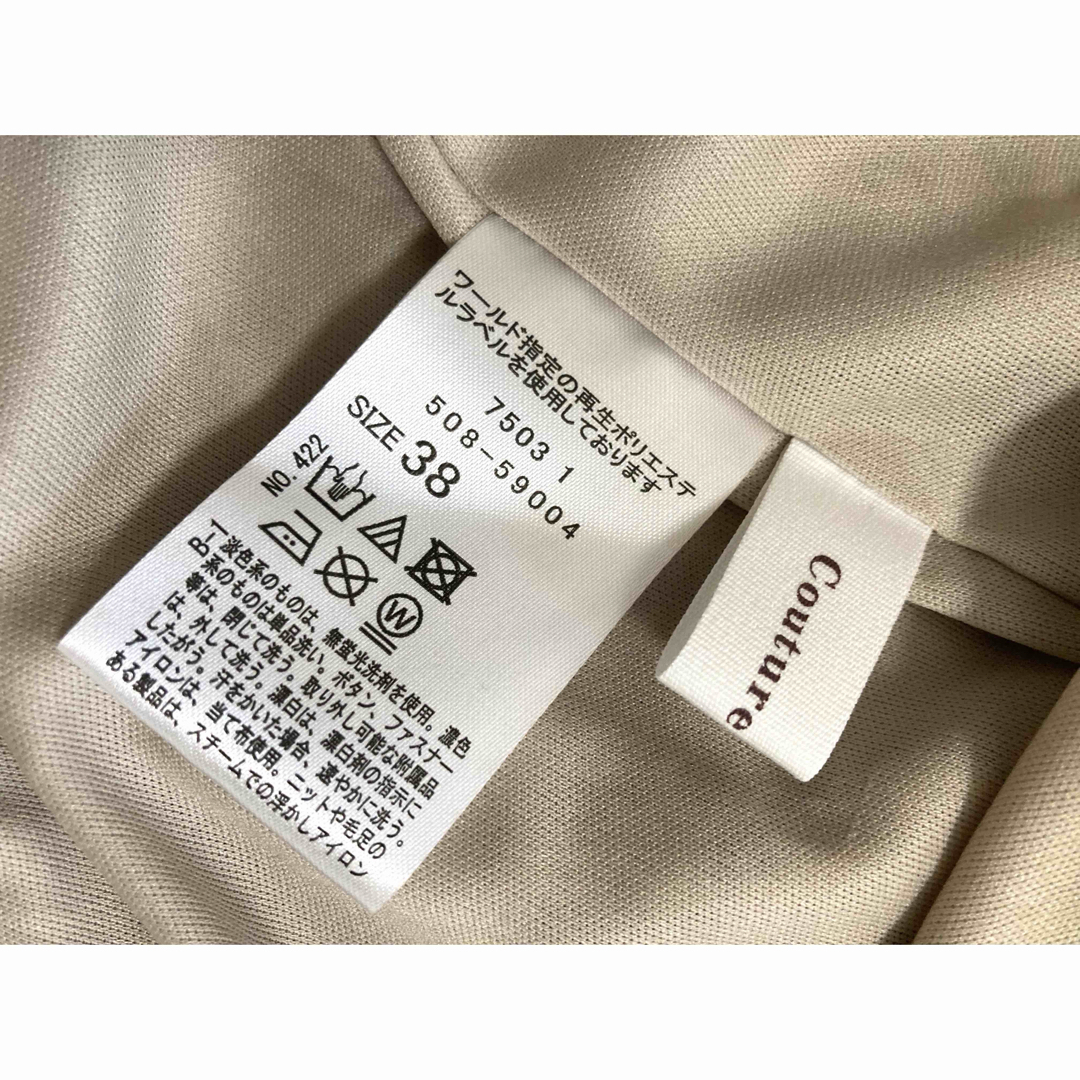 ワールド指定の再生ポリエステ
ルラベルを使用しております
7503 1
508-59004
SIZE 38
NO. 422
W
B-1
淡色系のものは、無蛍光洗剤を使用。濃色
系のものは単品洗い。ボタン、ファスナー
等は、閉じて洗う。取り外し可能な附属品
は、外して洗う。漂白は、漂白剤の指示に
したがう。汗をかいた場合、速やかに洗う。
アイロンは、当て布使用。ニットや毛足の
ある製品は、スチームでの浮かしアイロン
Couture